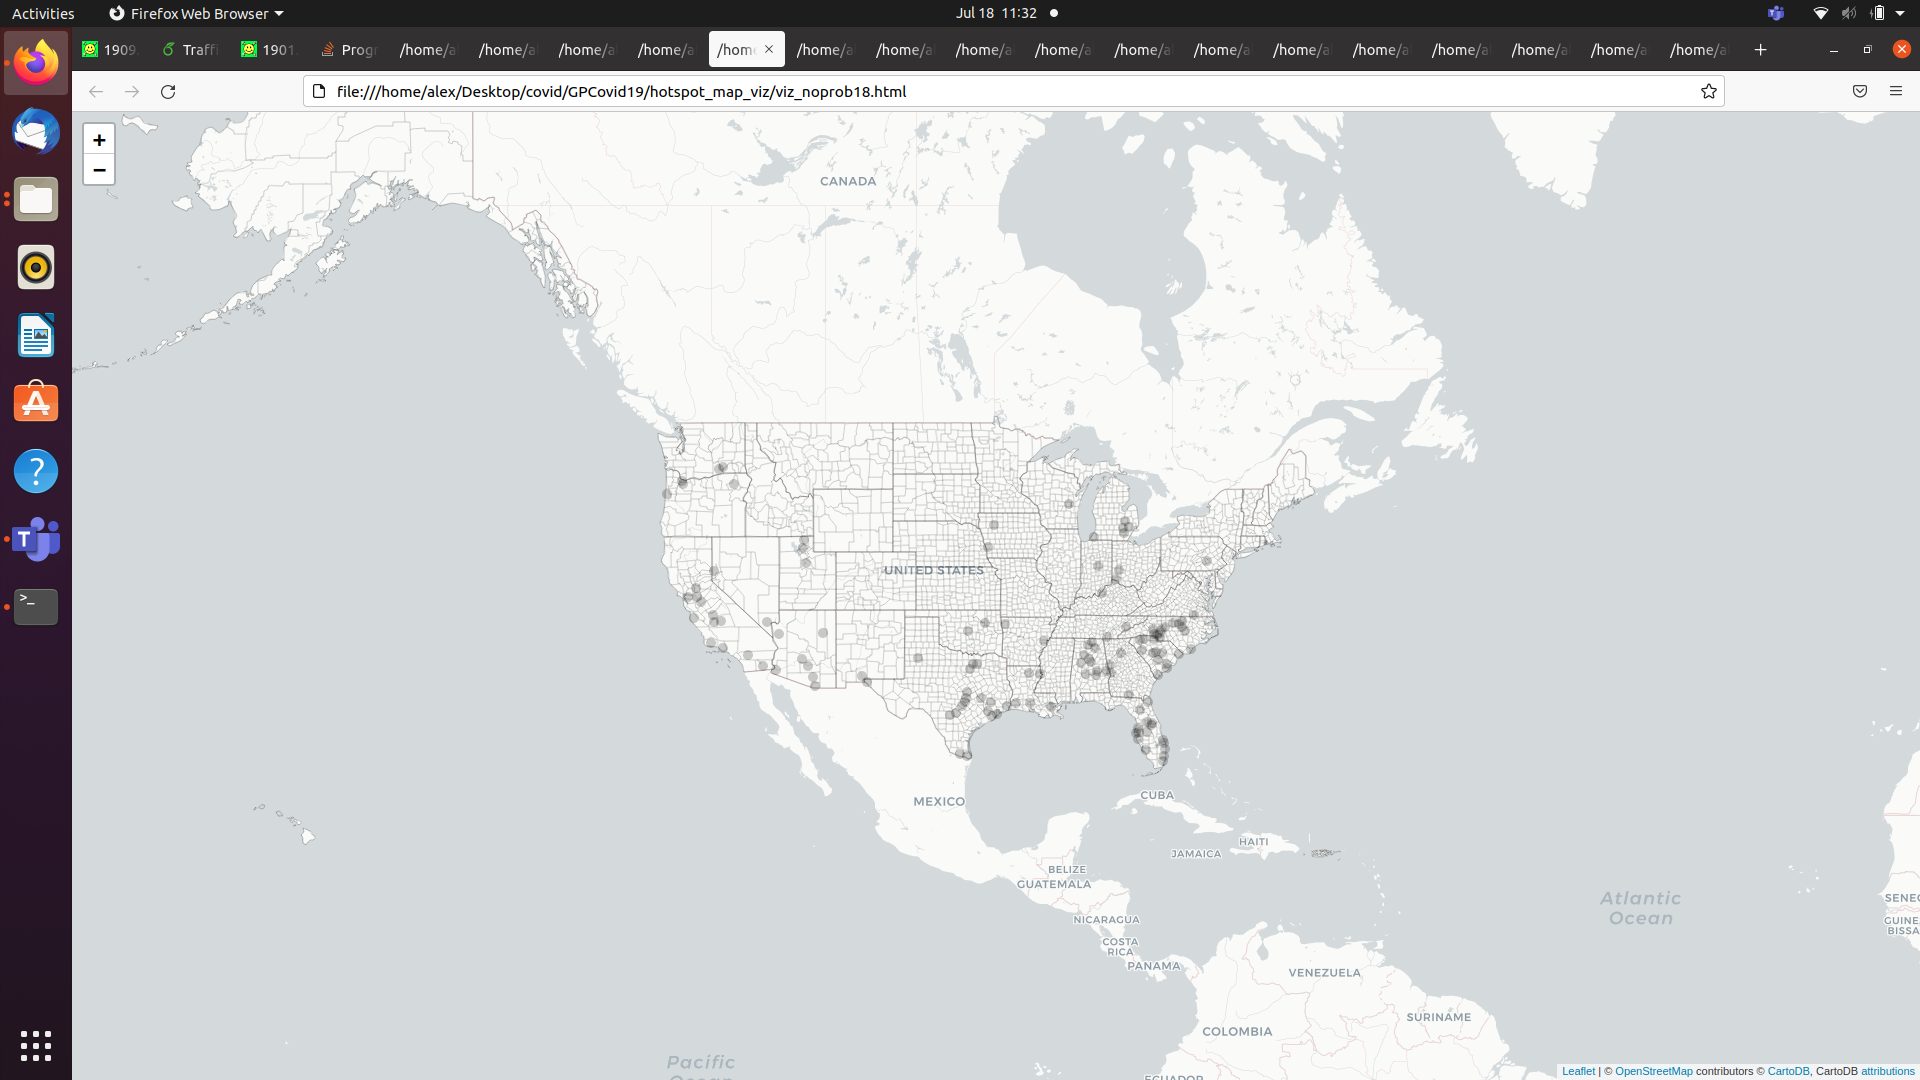 Activities
Firefox Web Browser
Jul 18 11:32
1909
Traffi
1901
Progr
/home/a
/home/a
/home/a
/home/a
/home
/home/a
/home/a
/home/a
/home/a
/home/a
/home/a
/home/a
/home/a
/home/a
/home/a
/home/a
/home/a
file:///home/alex/Desktop/covid/GPCovid19/hotspot_map_viz/viz_noprob18.html
+
−
CANADA
UNITED STATES
MEXICO
CUBA
HAITI
JAMAICA
BELIZE
GUATEMALA
NICARAGUA
COSTA
RICA
PANAMA
VENEZUELA
SURINAME
COLOMBIA
ECUADOR
Atlantic
Ocean
SENEG
GUINE
BISSA
Pacific
Ocean
Leaflet | © OpenStreetMap contributors © CartoDB, CartoDB attributions